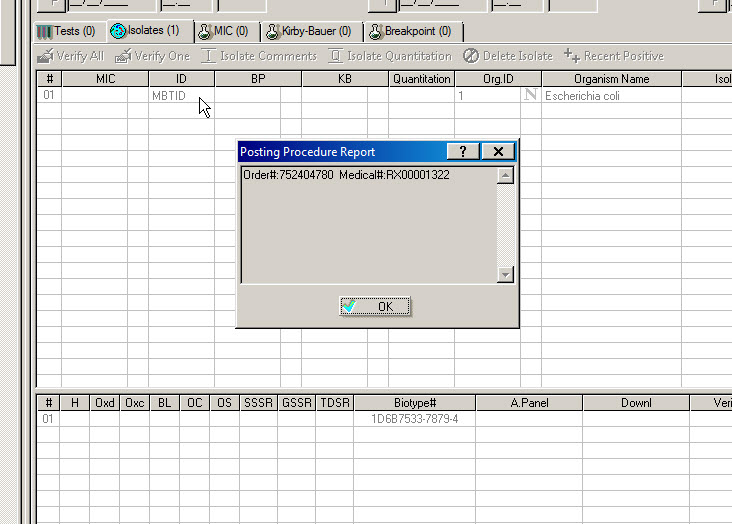 Tests (0) Isolates (1) MIC (0) Kirby-Bauer (0) Breakpoint (0)
Verify All Verify One Isolate Comments Isolate Quantitation Delete Isolate Recent Positive
# MIC ID BP KB Quantitation Org.ID Organism Name Isol
01 MBTID 1 N Escherichia coli
Posting Procedure Report ?
Order#:752404780 Medical#:RX00001322
OK
# H Oxd Oxc BL OC OS SSSR GSSR TDSR Biotype# A.Panel Downl Veri
01 1D6B7533-7879-4